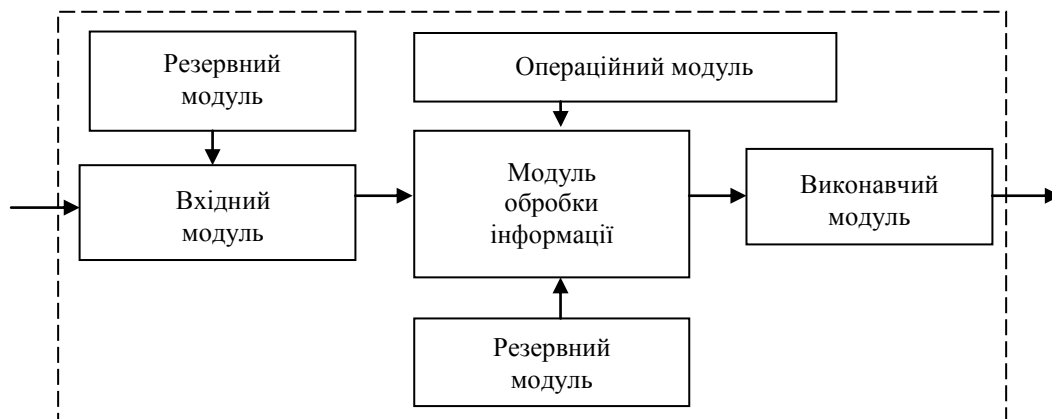 Резервний
модуль
Операційний модуль
Вхідний
модуль
Модуль
обробки
інформації
Виконавчий
модуль
Резервний
модуль